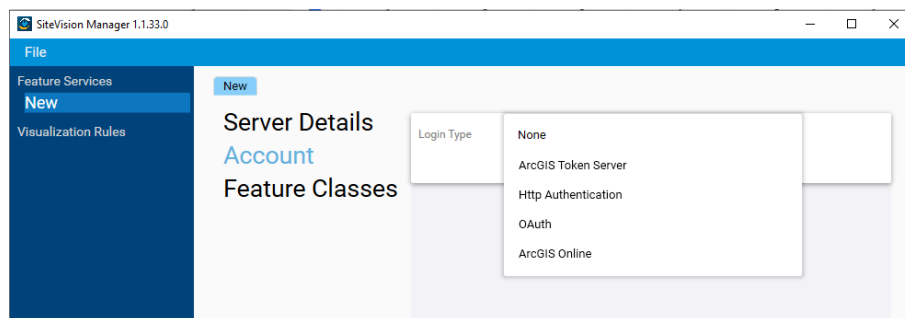 SiteVision Manager 1.1.33.0
File
Feature Services
New
Visualization Rules
New
Server Details
Account
Feature Classes
Login Type
None
ArcGIS Token Server
Http Authentication
OAuth
ArcGIS Online